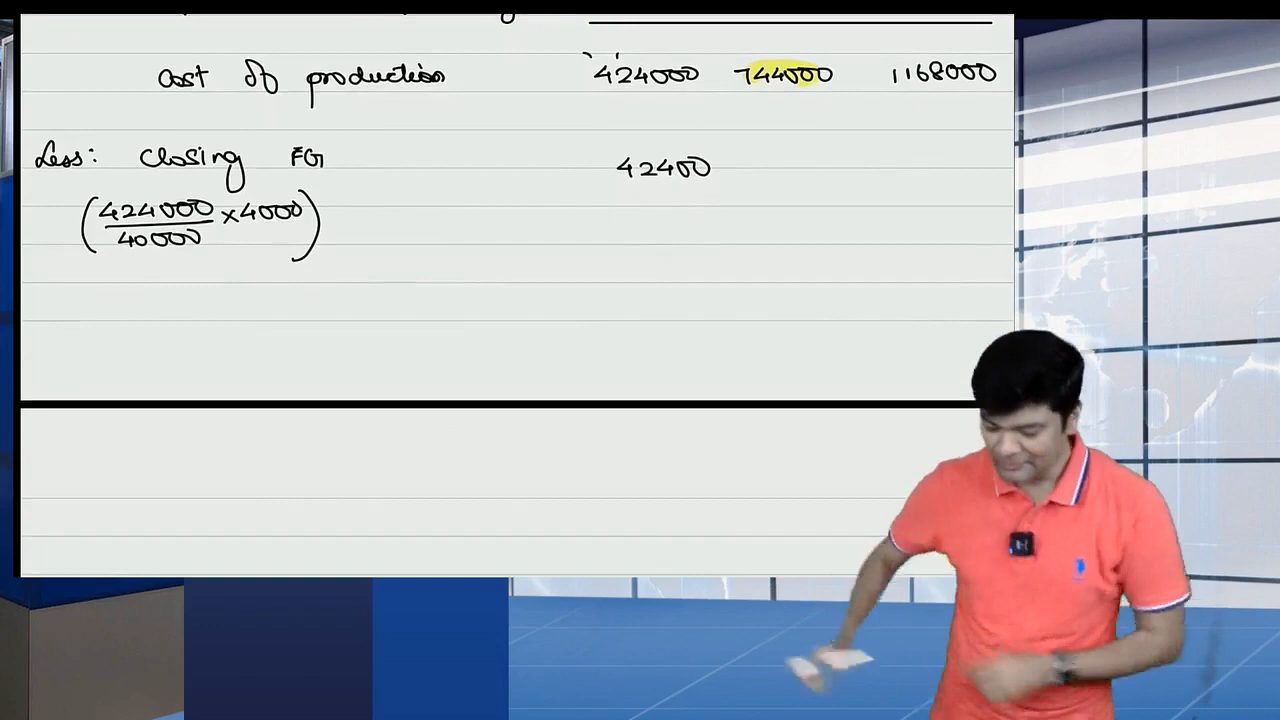 cost of production 424000 744000 1168000
Less: closing FG 42400
(424000/40000 × 4000)